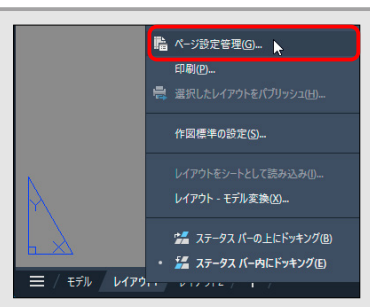 ページ設定管理(G)...
印刷(P)...
選択したレイアウトをパブリッシュ(H)...
作図標準の設定(S)...
レイアウトをシートとして読み込み(I)...
レイアウト - モデル変換(X)...
ステータス バーの上にドッキング(B)
ステータス バー内にドッキング(E)
Y
X
モデル